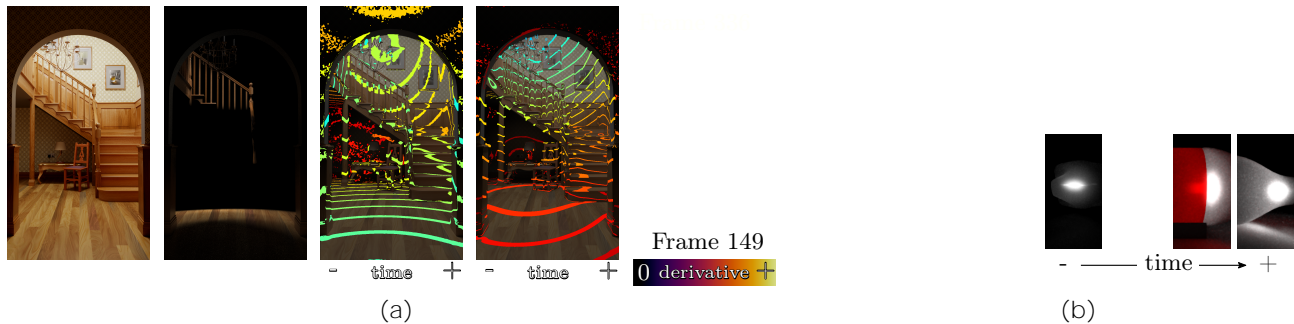 Frame 149
- time +
- time +
0 derivative +
- time +
(a)
(b)